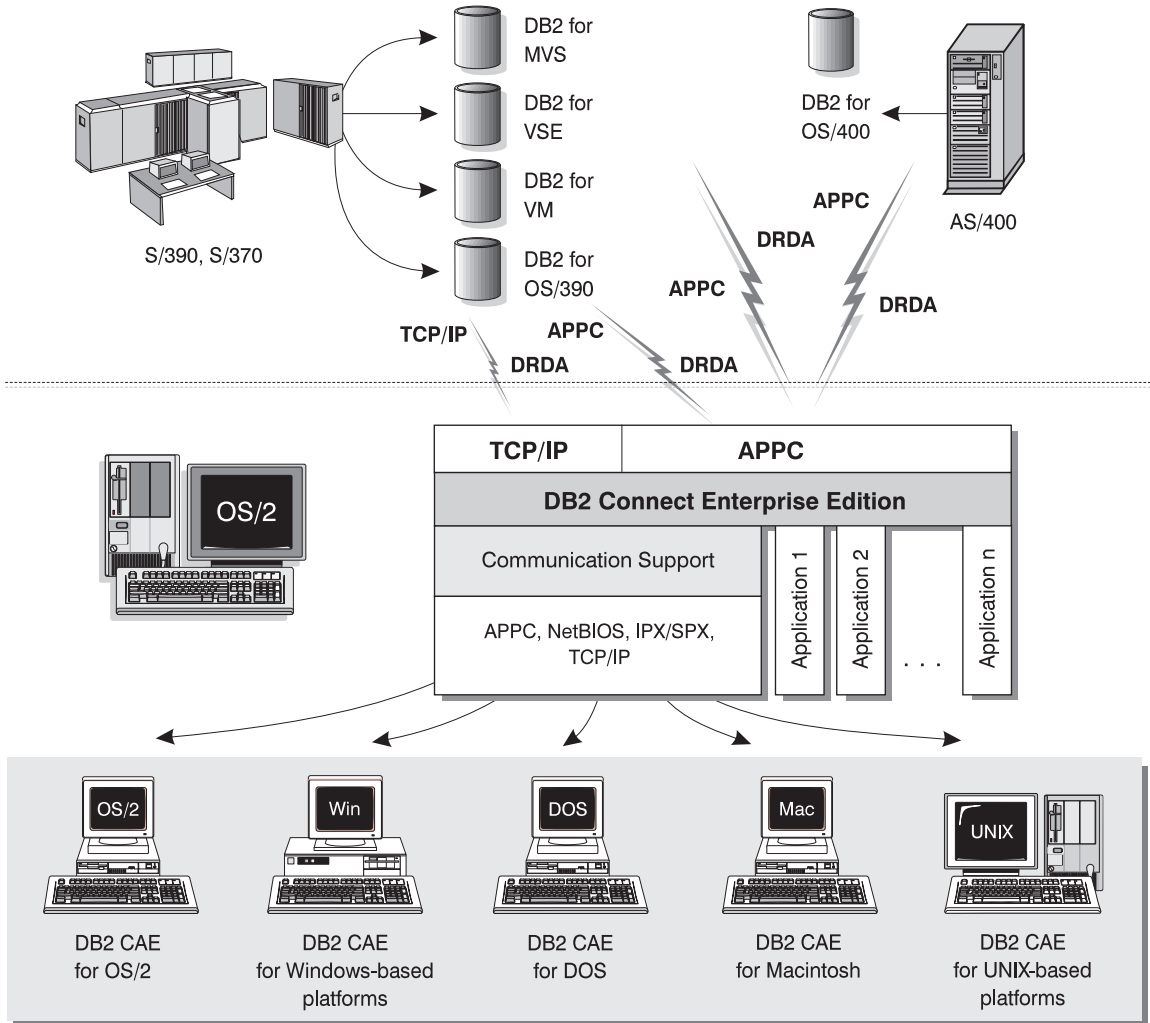 DB2 for
MVS
DB2 for
VSE
DB2 for
VM
DB2 for
OS/390
S/390, S/370
DB2 for
OS/400
AS/400
APPC
DRDA
APPC
DRDA
TCP/IP
DRDA
APPC
DRDA
OS/2
TCP/IP
APPC
DB2 Connect Enterprise Edition
Communication Support
APPC, NetBIOS, IPX/SPX,
TCP/IP
Application 1
Application 2
. . .
Application n
OS/2
Win
DOS
Mac
UNIX
DB2 CAE
for OS/2
DB2 CAE
for Windows-based
platforms
DB2 CAE
for DOS
DB2 CAE
for Macintosh
DB2 CAE
for UNIX-based
platforms